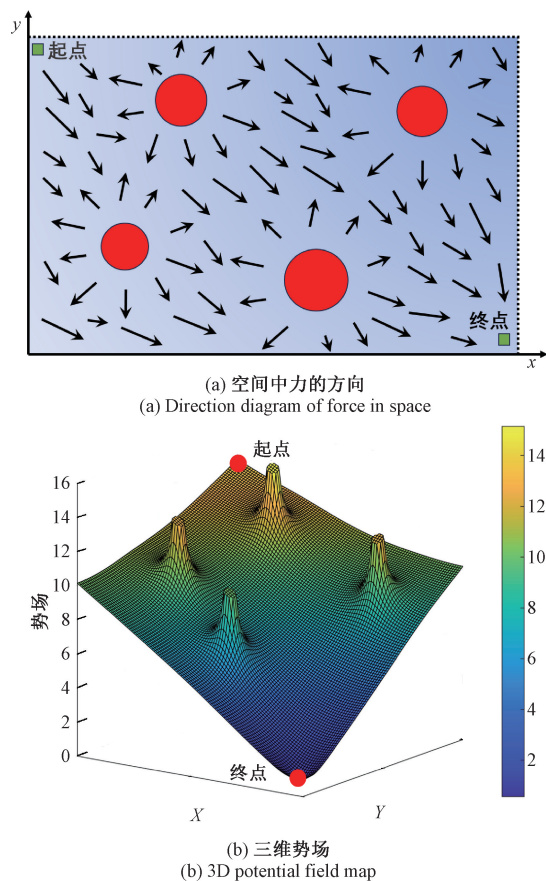 y
起点
终点
x
(a) 空间中力的方向
(a) Direction diagram of force in space
起点
16
14
12
10
8
6
4
2
0
势场
终点
X
Y
14
12
10
8
6
4
2
(b) 三维势场
(b) 3D potential field map